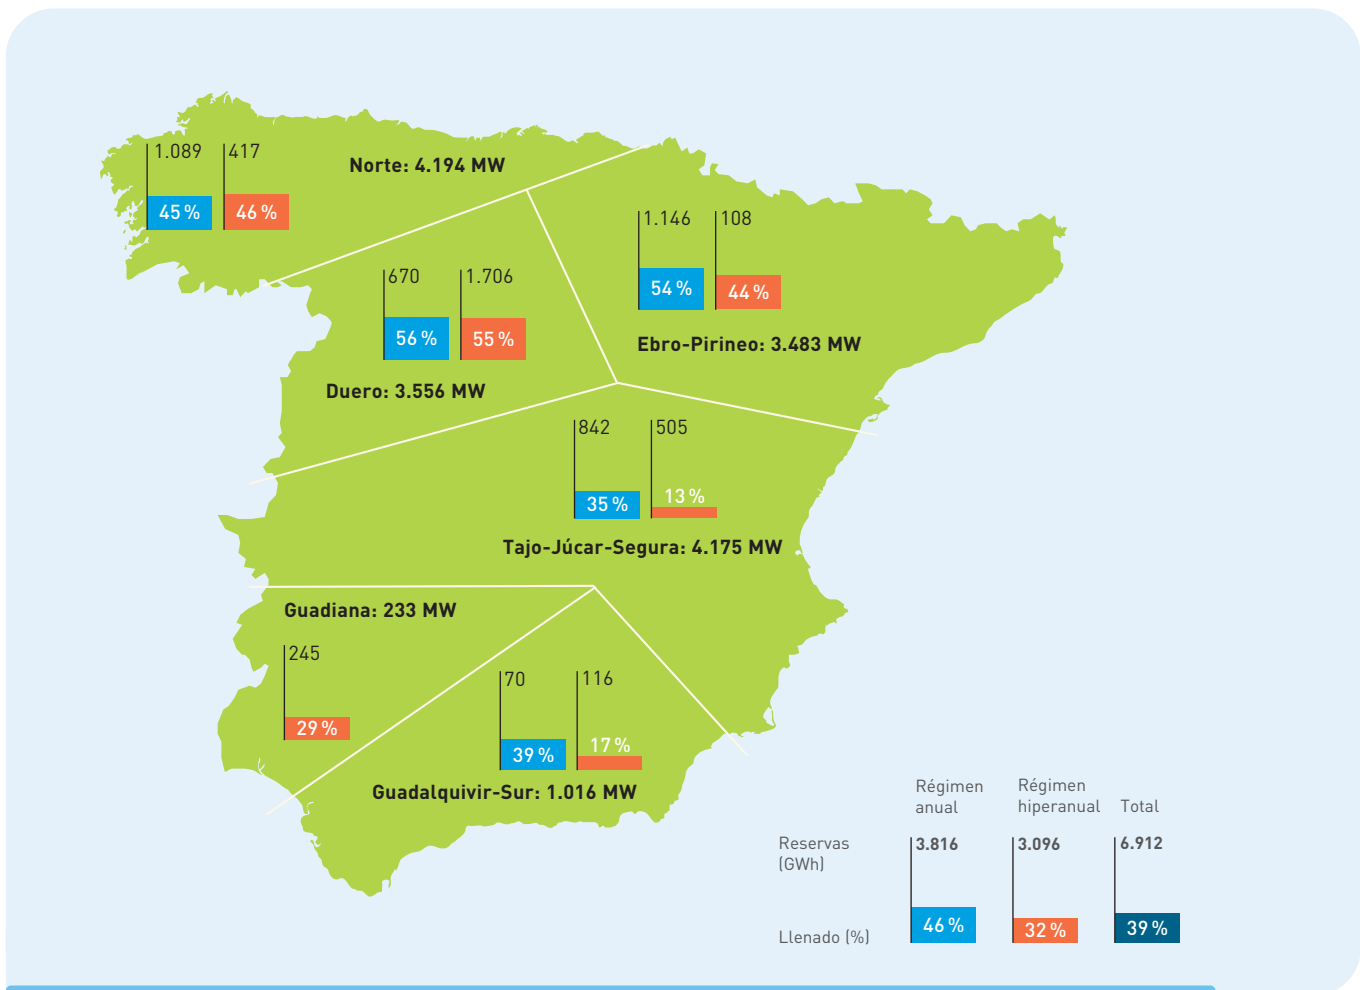 1.089 417
Norte: 4.194 MW
45 % 46 %
1.146 108
54 % 44 %
Ebro-Pirineo: 3.483 MW
670 1.706
56 % 55 %
Duero: 3.556 MW
842 505
35 % 13 %
Tajo-Júcar-Segura: 4.175 MW
Guadiana: 233 MW
245
29 %
70 116
39 % 17 %
Guadalquivir-Sur: 1.016 MW
Régimen
anual
Régimen
hiperanual
Total
Reservas
(GWh)
3.816 3.096 6.912
Llenado (%)
46 % 32 % 39 %